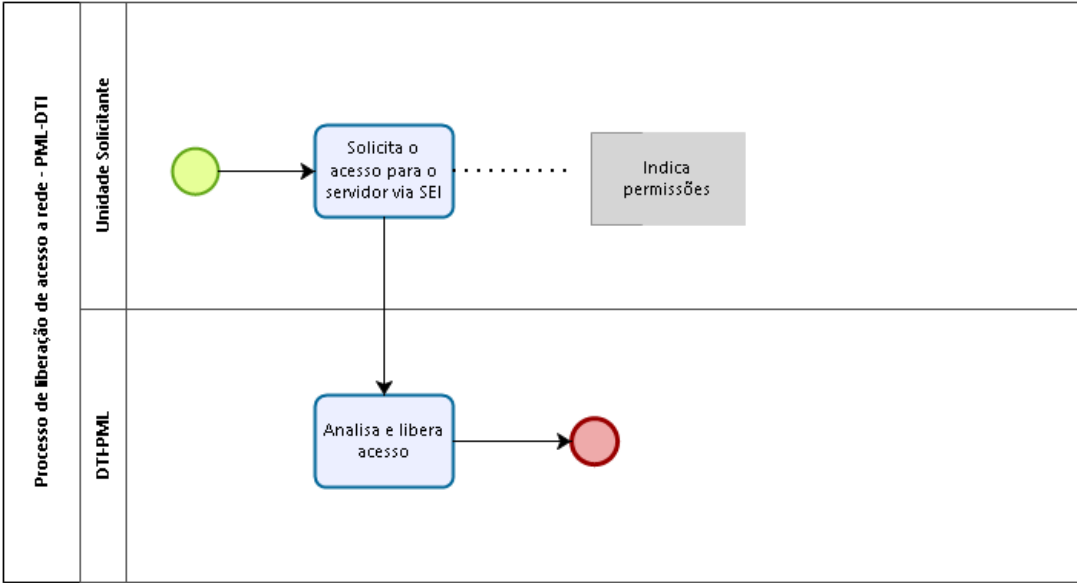 Processo de liberação de acesso a rede - PML-DTI
Unidade Solicitante
Solicita o
acesso para o
servidor via SEI
Indica
permissões
DTI-PML
Analisa e libera
acesso